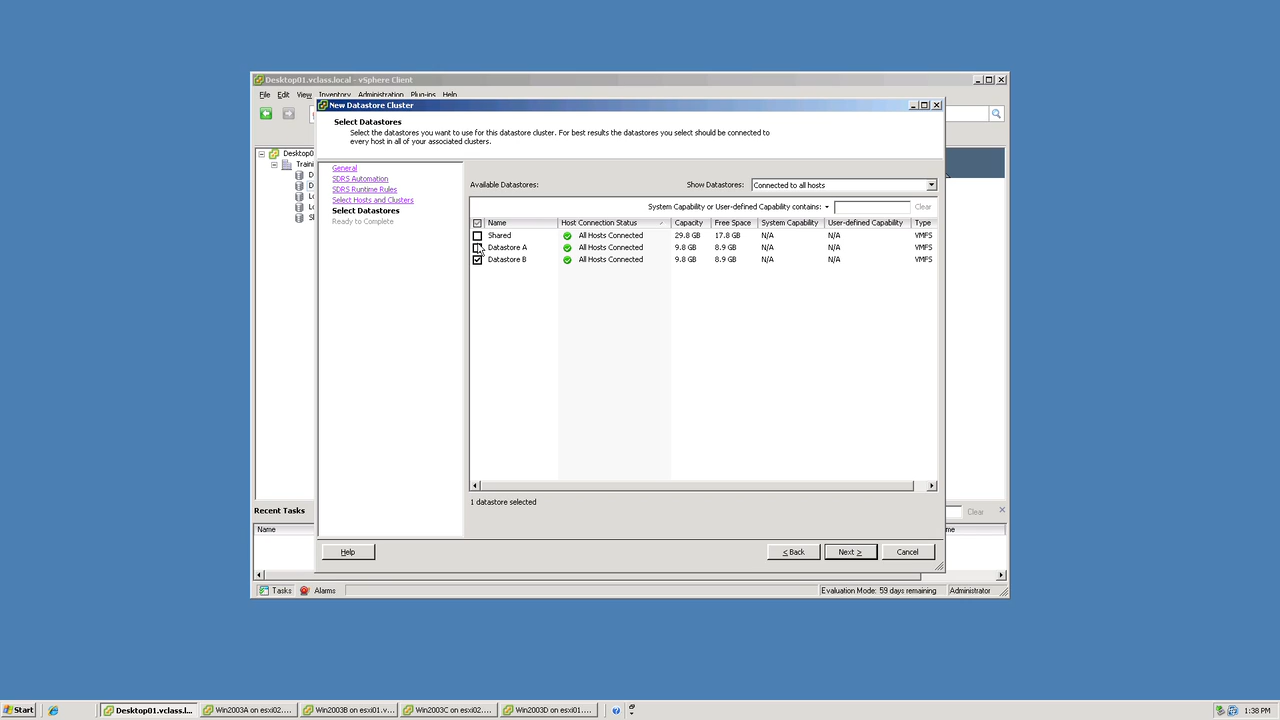 Desktop01.vclass.local - vSphere Client
File Edit View Inventory Administration Plug-ins Help
New Datastore Cluster
Select Datastores
Select the datastores you want to use for this datastore cluster. For best results the datastores you select should be connected to
every host in all of your associated clusters.
General
SDRS Automation
SDRS Runtime Rules
Select Hosts and Clusters
Select Datastores
Ready to Complete
Available Datastores: Show Datastores: Connected to all hosts
System Capability or User-defined Capability contains: Clear
Name Host Connection Status Capacity Free Space System Capability User-defined Capability Type
Shared All Hosts Connected 29.8 GB 17.8 GB N/A N/A VMFS
Datastore A All Hosts Connected 9.8 GB 8.9 GB N/A N/A VMFS
Datastore B All Hosts Connected 9.8 GB 8.9 GB N/A N/A VMFS
1 datastore selected
Help < Back Next > Cancel
Recent Tasks Clear
Name
Tasks Alarms Evaluation Mode: 59 days remaining Administrator
Start Desktop01.vclass.l... Win2003A on esxi02.... Win2003B on esxi01.v... Win2003C on esxi02.... Win2003D on esxi01.... 1:38 PM